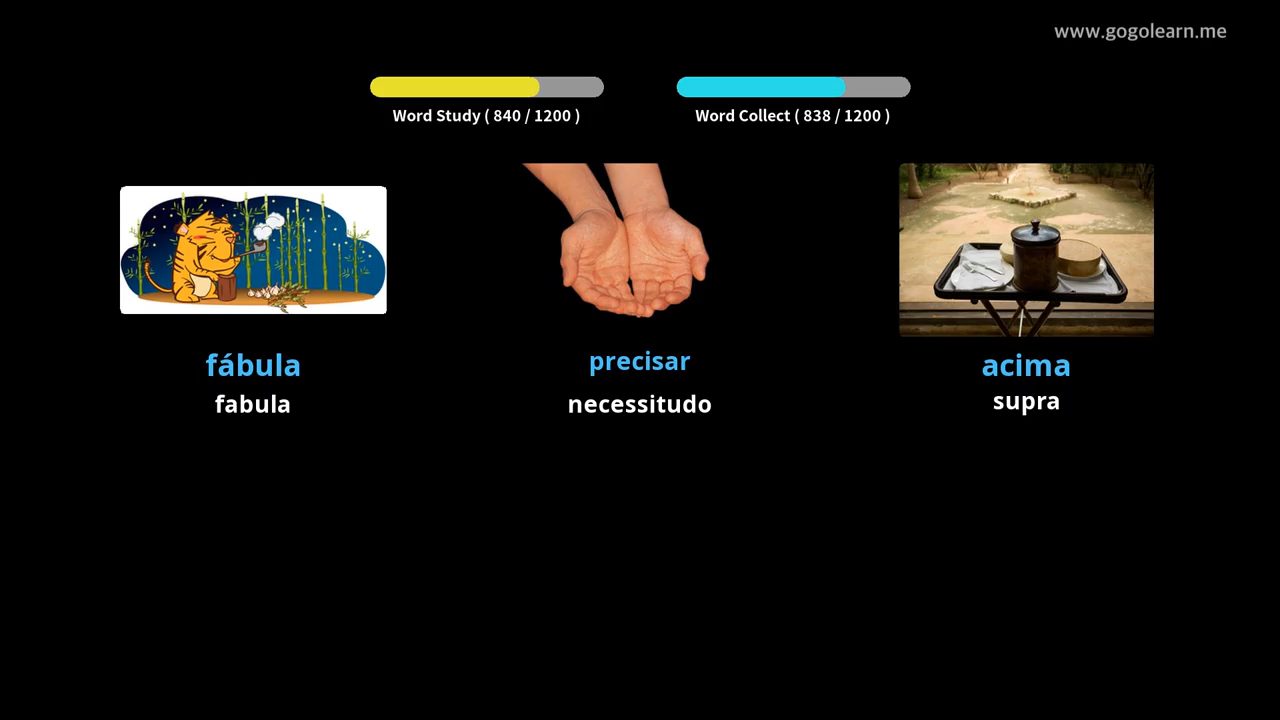 www.gogolearn.me
Word Study ( 840 / 1200 )
Word Collect ( 838 / 1200 )
fábula
fabula
precisar
necessitudo
acima
supra